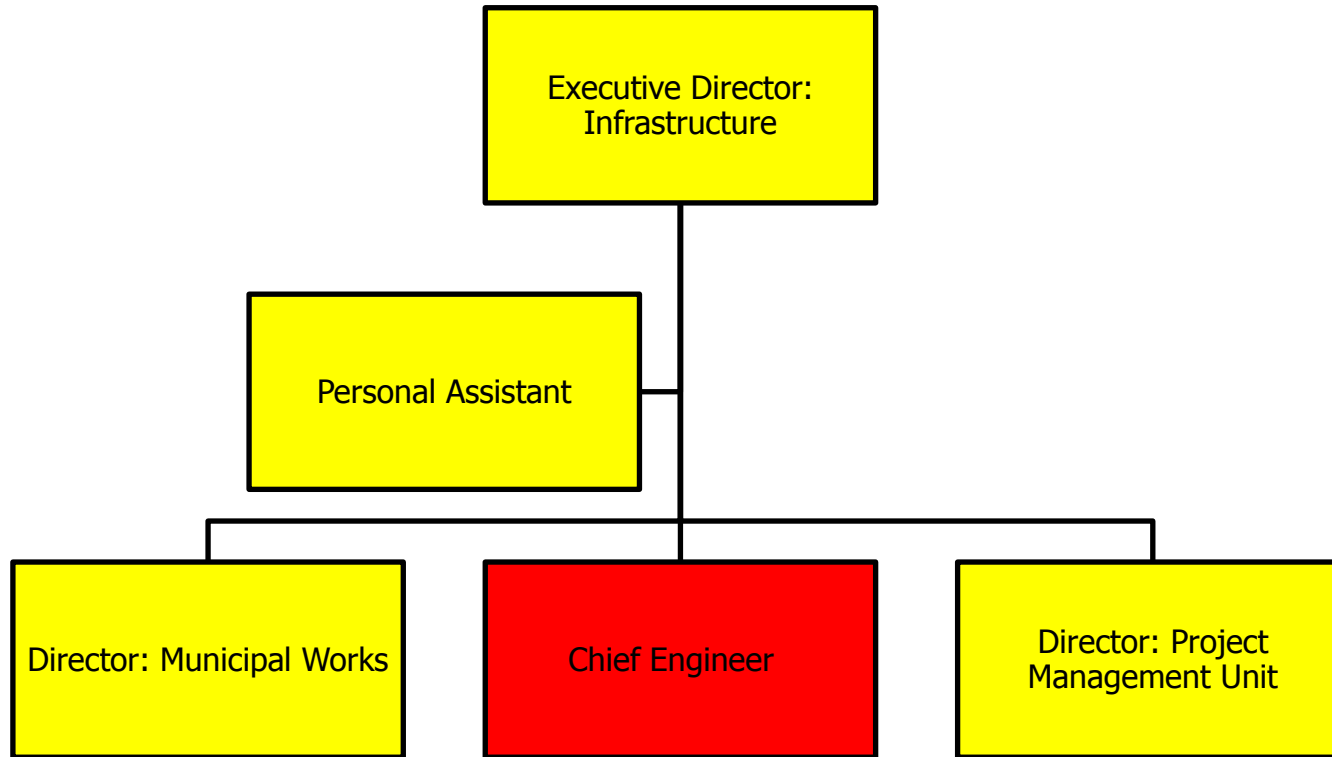 Executive Director:
Infrastructure
Personal Assistant
Director: Municipal Works
Chief Engineer
Director: Project
Management Unit